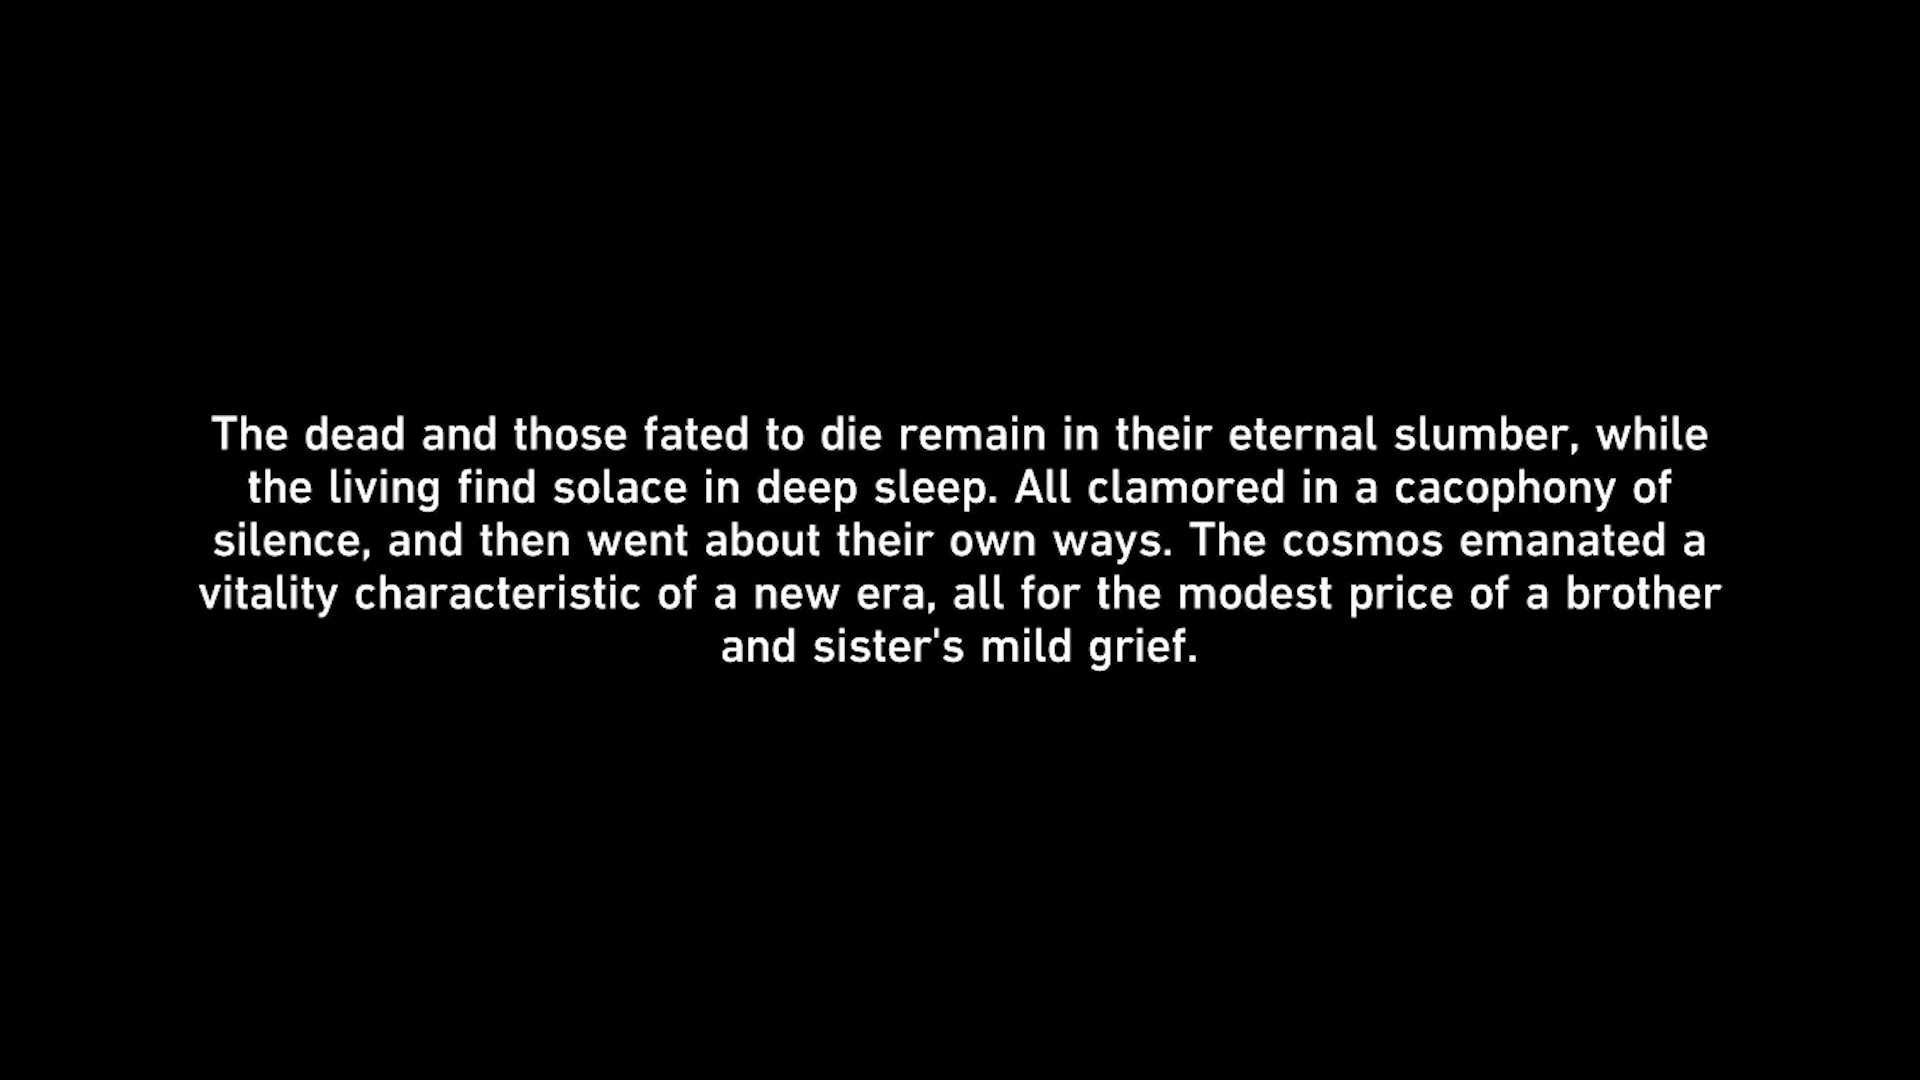 The dead and those fated to die remain in their eternal slumber, while
the living find solace in deep sleep. All clamored in a cacophony of
silence, and then went about their own ways. The cosmos emanated a
vitality characteristic of a new era, all for the modest price of a brother
and sister's mild grief.